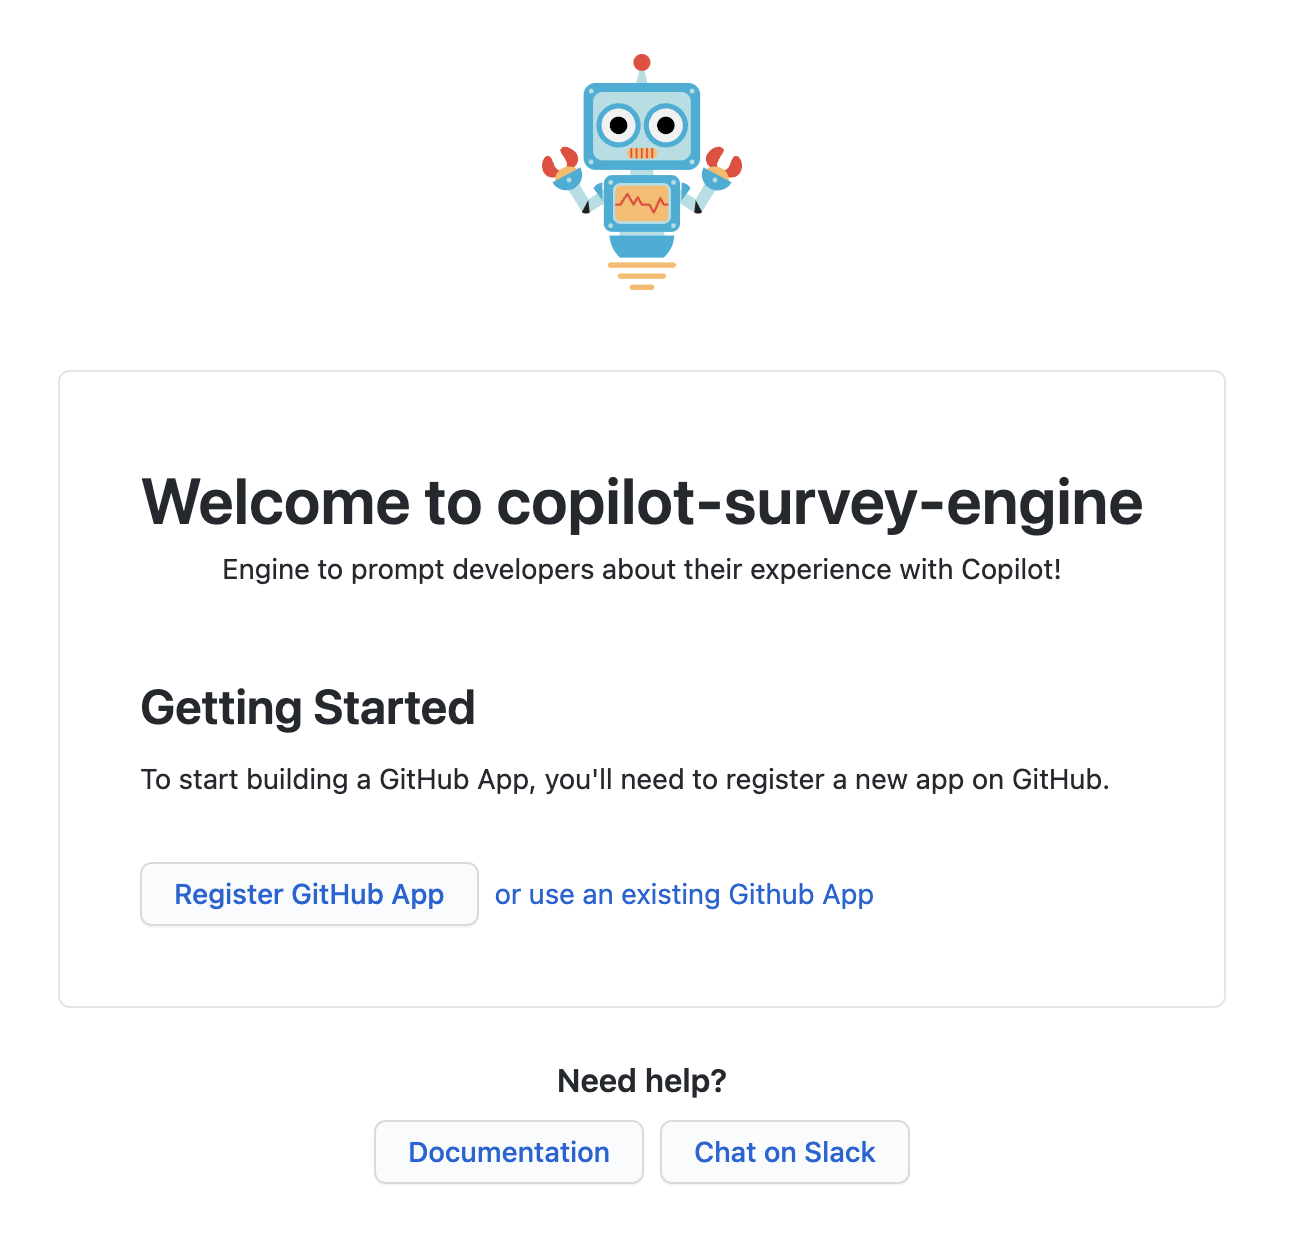 Welcome to copilot-survey-engine
Engine to prompt developers about their experience with Copilot!
Getting Started
To start building a GitHub App, you'll need to register a new app on GitHub.
Register GitHub App or use an existing Github App
Need help?
Documentation Chat on Slack